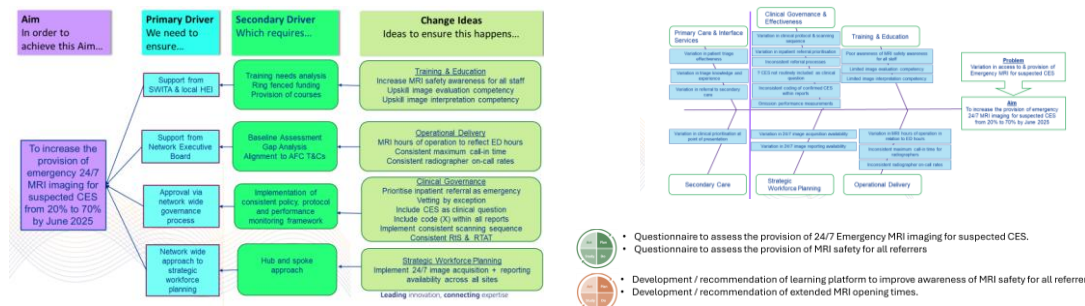 Aim
In order to
achieve this Aim...
Primary Driver
We need to
ensure...
Secondary Driver
Which requires...
Change Ideas
Ideas to ensure this happens...
To increase the
provision of
emergency 24/7
MRI imaging for
suspected CES
from 20% to 70%
by June 2025
Support from
SWITA & local HEI
Training needs analysis
Ring fenced funding
Provision of courses
Training & Education
Increase MRI safety awareness for all staff
Upskill image evaluation competency
Upskill image interpretation competency
Support from
Network Executive
Board
Baseline Assessment
Gap Analysis
Alignment to AFC T&Cs
Operational Delivery
MRI hours of operation to reflect ED hours
Consistent maximum call-in time
Consistent radiographer on-call rates
Approval via
network wide
governance
process
Implementation of
consistent policy, protocol
and performance
monitoring framework
Clinical Governance
Prioritise inpatient referral as emergency
Vetting by exception
Include CES as clinical question
Include code (X) within all reports
Implement consistent scanning sequence
Consistent RtS & RTAT
Network wide
approach to
strategic
workforce
planning
Hub and spoke
approach
Strategic Workforce Planning
Implement 24/7 image acquisition + reporting
availability across all sites
Leading innovation, connecting expertise
Primary Care & Interface
Services
Clinical Governance &
Effectiveness
Training & Education
Variation in patient triage
effectiveness
Variation in triage knowledge and
experience
Variation in referral to secondary
care
Variation in clinical protocol & scanning
sequence
Variation in inpatient referral prioritisation
Inconsistent referral processes
? CES not routinely included as clinical
question
Inconsistent coding of confirmed CES
within reports
Omission performance measurements
Poor awareness of MRI safety awareness
for all staff
Limited image evaluation competency
Limited image interpretation competency
Problem
Variation in access to & provision of
Emergency MRI for suspected CES
Aim
To increase the provision of emergency
24/7 MRI imaging for suspected CES
from 20% to 70% by June 2025
Variation in clinical prioritisation at
point of presentation
Variation in 24/7 image acquisition availability
Variation in 24/7 image reporting availability
Variation in MRI hours of operation in
relation to ED hours
Inconsistent maximum call-in time for
radiographers
Inconsistent radiographer on-call rates
Secondary Care
Strategic
Workforce Planning
Operational Delivery
• Questionnaire to assess the provision of 24/7 Emergency MRI imaging for suspected CES.
• Questionnaire to assess the provision of MRI safety for all referrers
• Development / recommendation of learning platform to improve awareness of MRI safety for all referre
• Development / recommendation of extended MRI opening times.